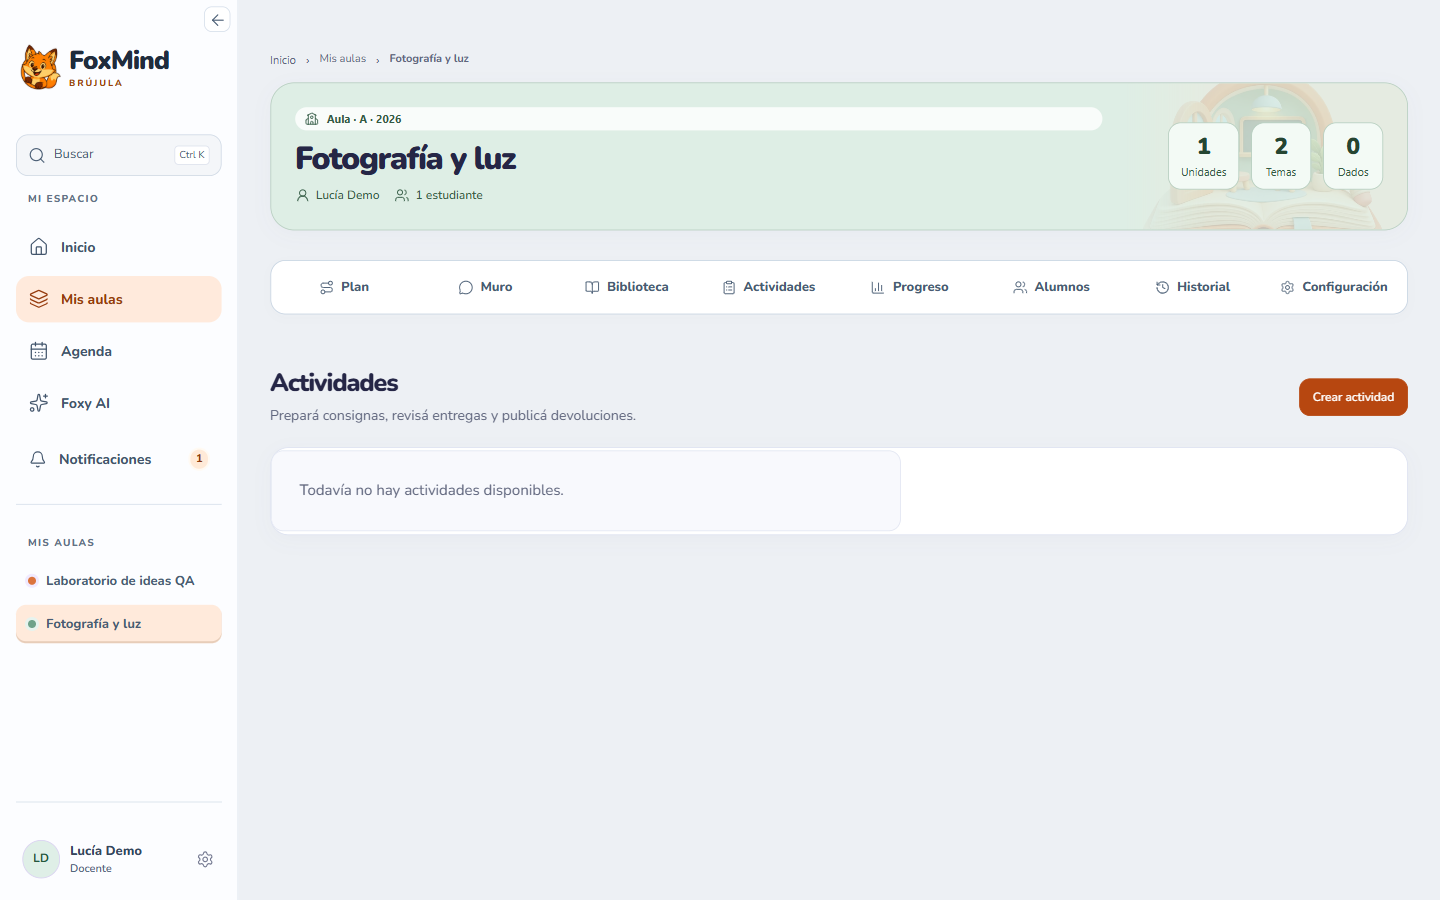 FoxMind
BRÚJULA
Buscar
Ctrl K
MI ESPACIO
Inicio
Mis aulas
Agenda
Foxy AI
Notificaciones
1
MIS AULAS
Laboratorio de ideas QA
Fotografía y luz
LD
Lucía Demo
Docente
Inicio › Mis aulas › Fotografía y luz
Aula · A · 2026
Fotografía y luz
Lucía Demo
1 estudiante
1
Unidades
2
Temas
0
Dados
Plan
Muro
Biblioteca
Actividades
Progreso
Alumnos
Historial
Configuración
Actividades
Prepará consignas, revisá entregas y publicá devoluciones.
Crear actividad
Todavía no hay actividades disponibles.